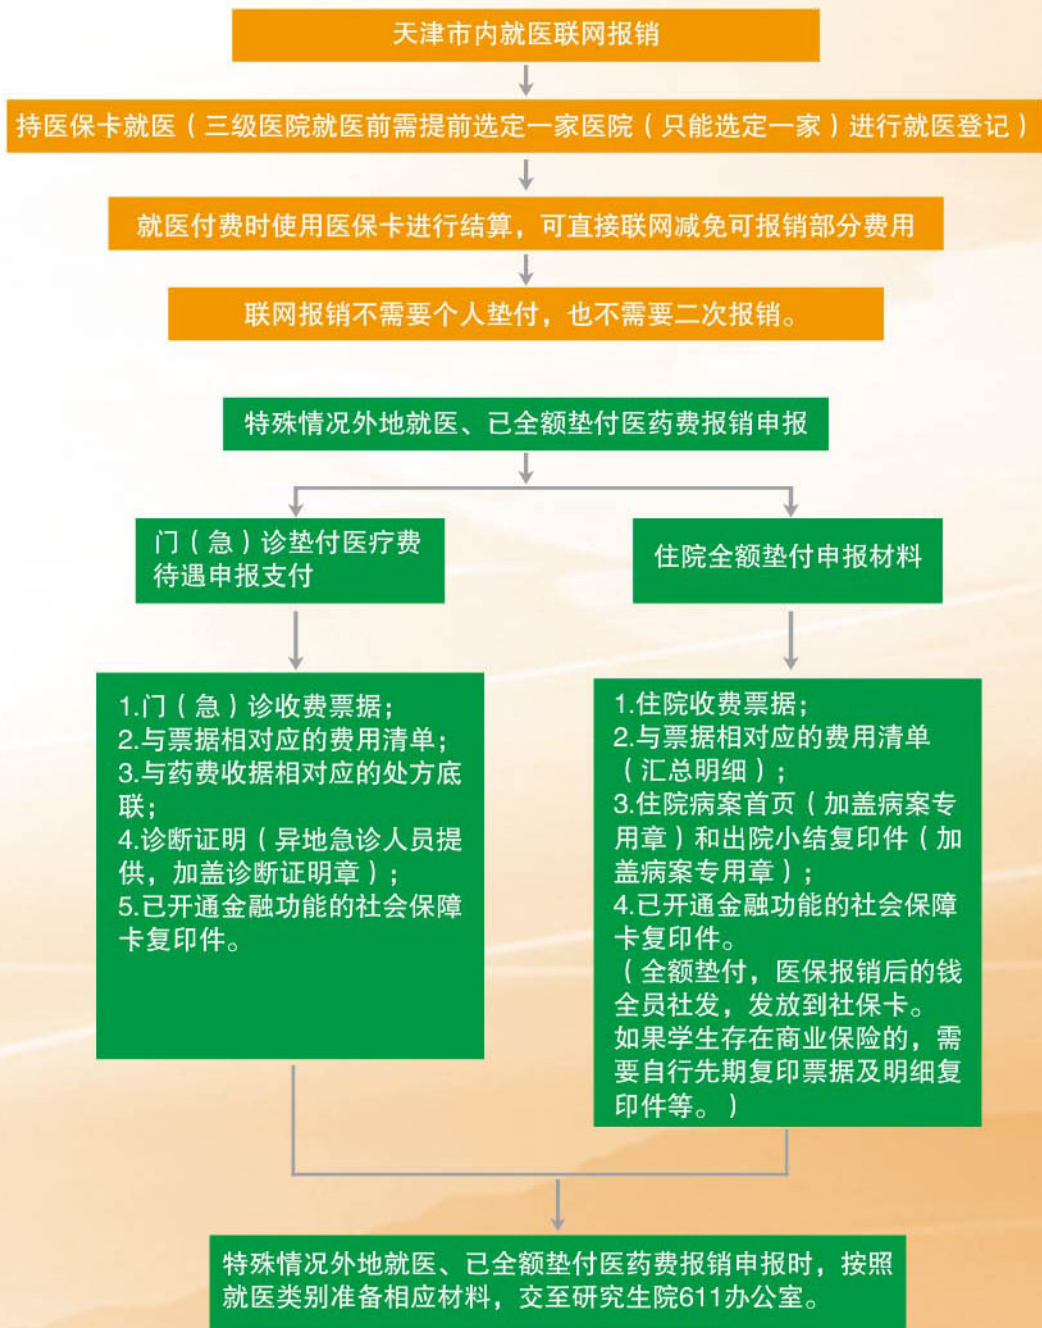 天津市内就医联网报销
持医保卡就医（三级医院就医前需提前选定一家医院（只能选定一家）进行就医登记）
就医付费时使用医保卡进行结算，可直接联网减免可报销部分费用
联网报销不需要个人垫付，也不需要二次报销。
特殊情况外地就医、已全额垫付医药费报销申报
门（急）诊垫付医疗费
待遇申报支付
住院全额垫付申报材料
1.门（急）诊收费票据；
2.与票据相对应的费用清单；
3.与药费收据相对应的处方底
联；
4.诊断证明（异地急诊人员提
供，加盖诊断证明章）；
5.已开通金融功能的社会保障
卡复印件。
1.住院收费票据；
2.与票据相对应的费用清单
（汇总明细）；
3.住院病案首页（加盖病案专
用章）和出院小结复印件（加
盖病案专用章）；
4.已开通金融功能的社会保障
卡复印件。
（全额垫付，医保报销后的钱
全员社发，发放到社保卡。
如果学生存在商业保险的，需
要自行先期复印票据及明细复
印件等。）
特殊情况外地就医、已全额垫付医药费报销申报时，按照
就医类别准备相应材料，交至研究生院611办公室。